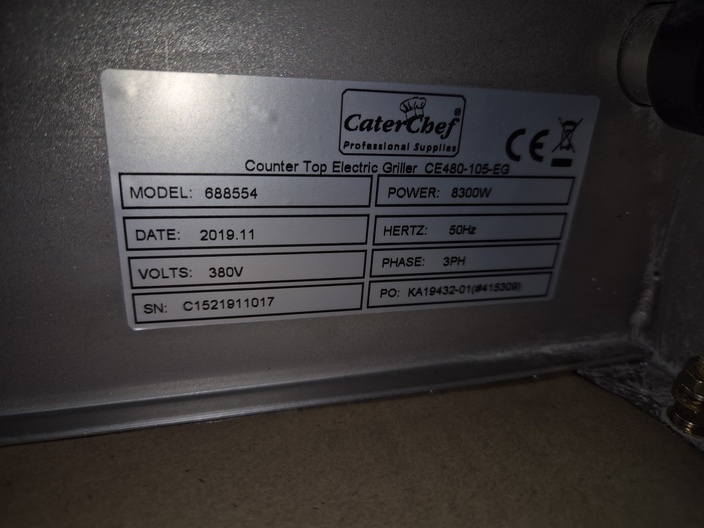 CaterChef®
Professional Supplies
CE
Counter Top Electric Griller CE480-105-EG
MODEL: 688554 POWER: 8300W
DATE: 2019.11 HERTZ: 50Hz
VOLTS: 380V PHASE: 3PH
SN: C1521911017 PO: KA19432-01(#415309)